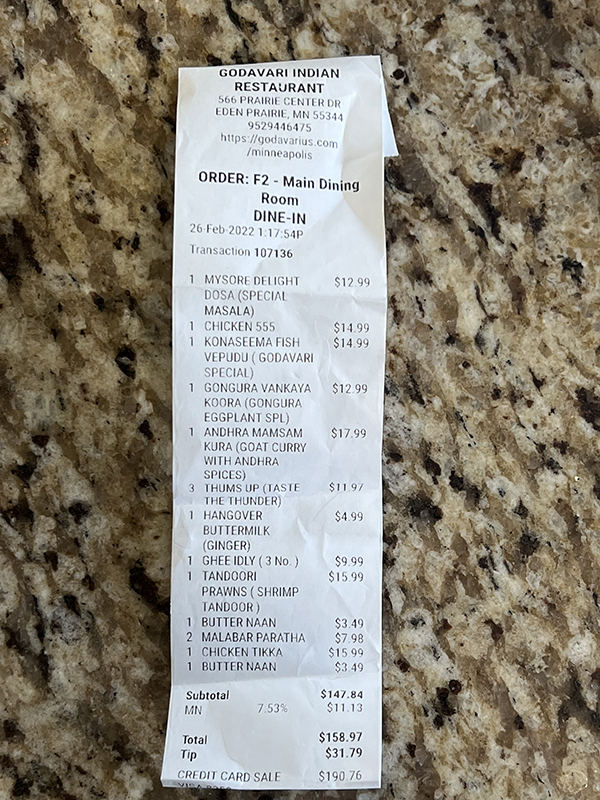 GODAVARI INDIAN
RESTAURANT
566 PRAIRIE CENTER DR
EDEN PRAIRIE, MN 55344
9529446475
https://godavarius.com
/minneapolis
ORDER: F2 - Main Dining
Room
DINE-IN
26-Feb-2022 1:17:54P
Transaction 107136
1 MYSORE DELIGHT $12.99
DOSA (SPECIAL
MASALA)
1 CHICKEN 555 $14.99
1 KONASEEMA FISH $14.99
VEPUDU ( GODAVARI
SPECIAL)
1 GONGURA VANKAYA $12.99
KOORA (GONGURA
EGGPLANT SPL)
1 ANDHRA MAMSAM $17.99
KURA (GOAT CURRY
WITH ANDHRA
SPICES)
3 THUMS UP (TASTE $11.97
THE THUNDER)
1 HANGOVER $4.99
BUTTERMILK
(GINGER)
1 GHEE IDLY ( 3 No. ) $9.99
1 TANDOORI $15.99
PRAWNS ( SHRIMP
TANDOOR )
1 BUTTER NAAN $3.49
2 MALABAR PARATHA $7.98
1 CHICKEN TIKKA $15.99
1 BUTTER NAAN $3.49
Subtotal $147.84
MN 7.53% $11.13
Total $158.97
Tip $31.79
CREDIT CARD SALE $190.76